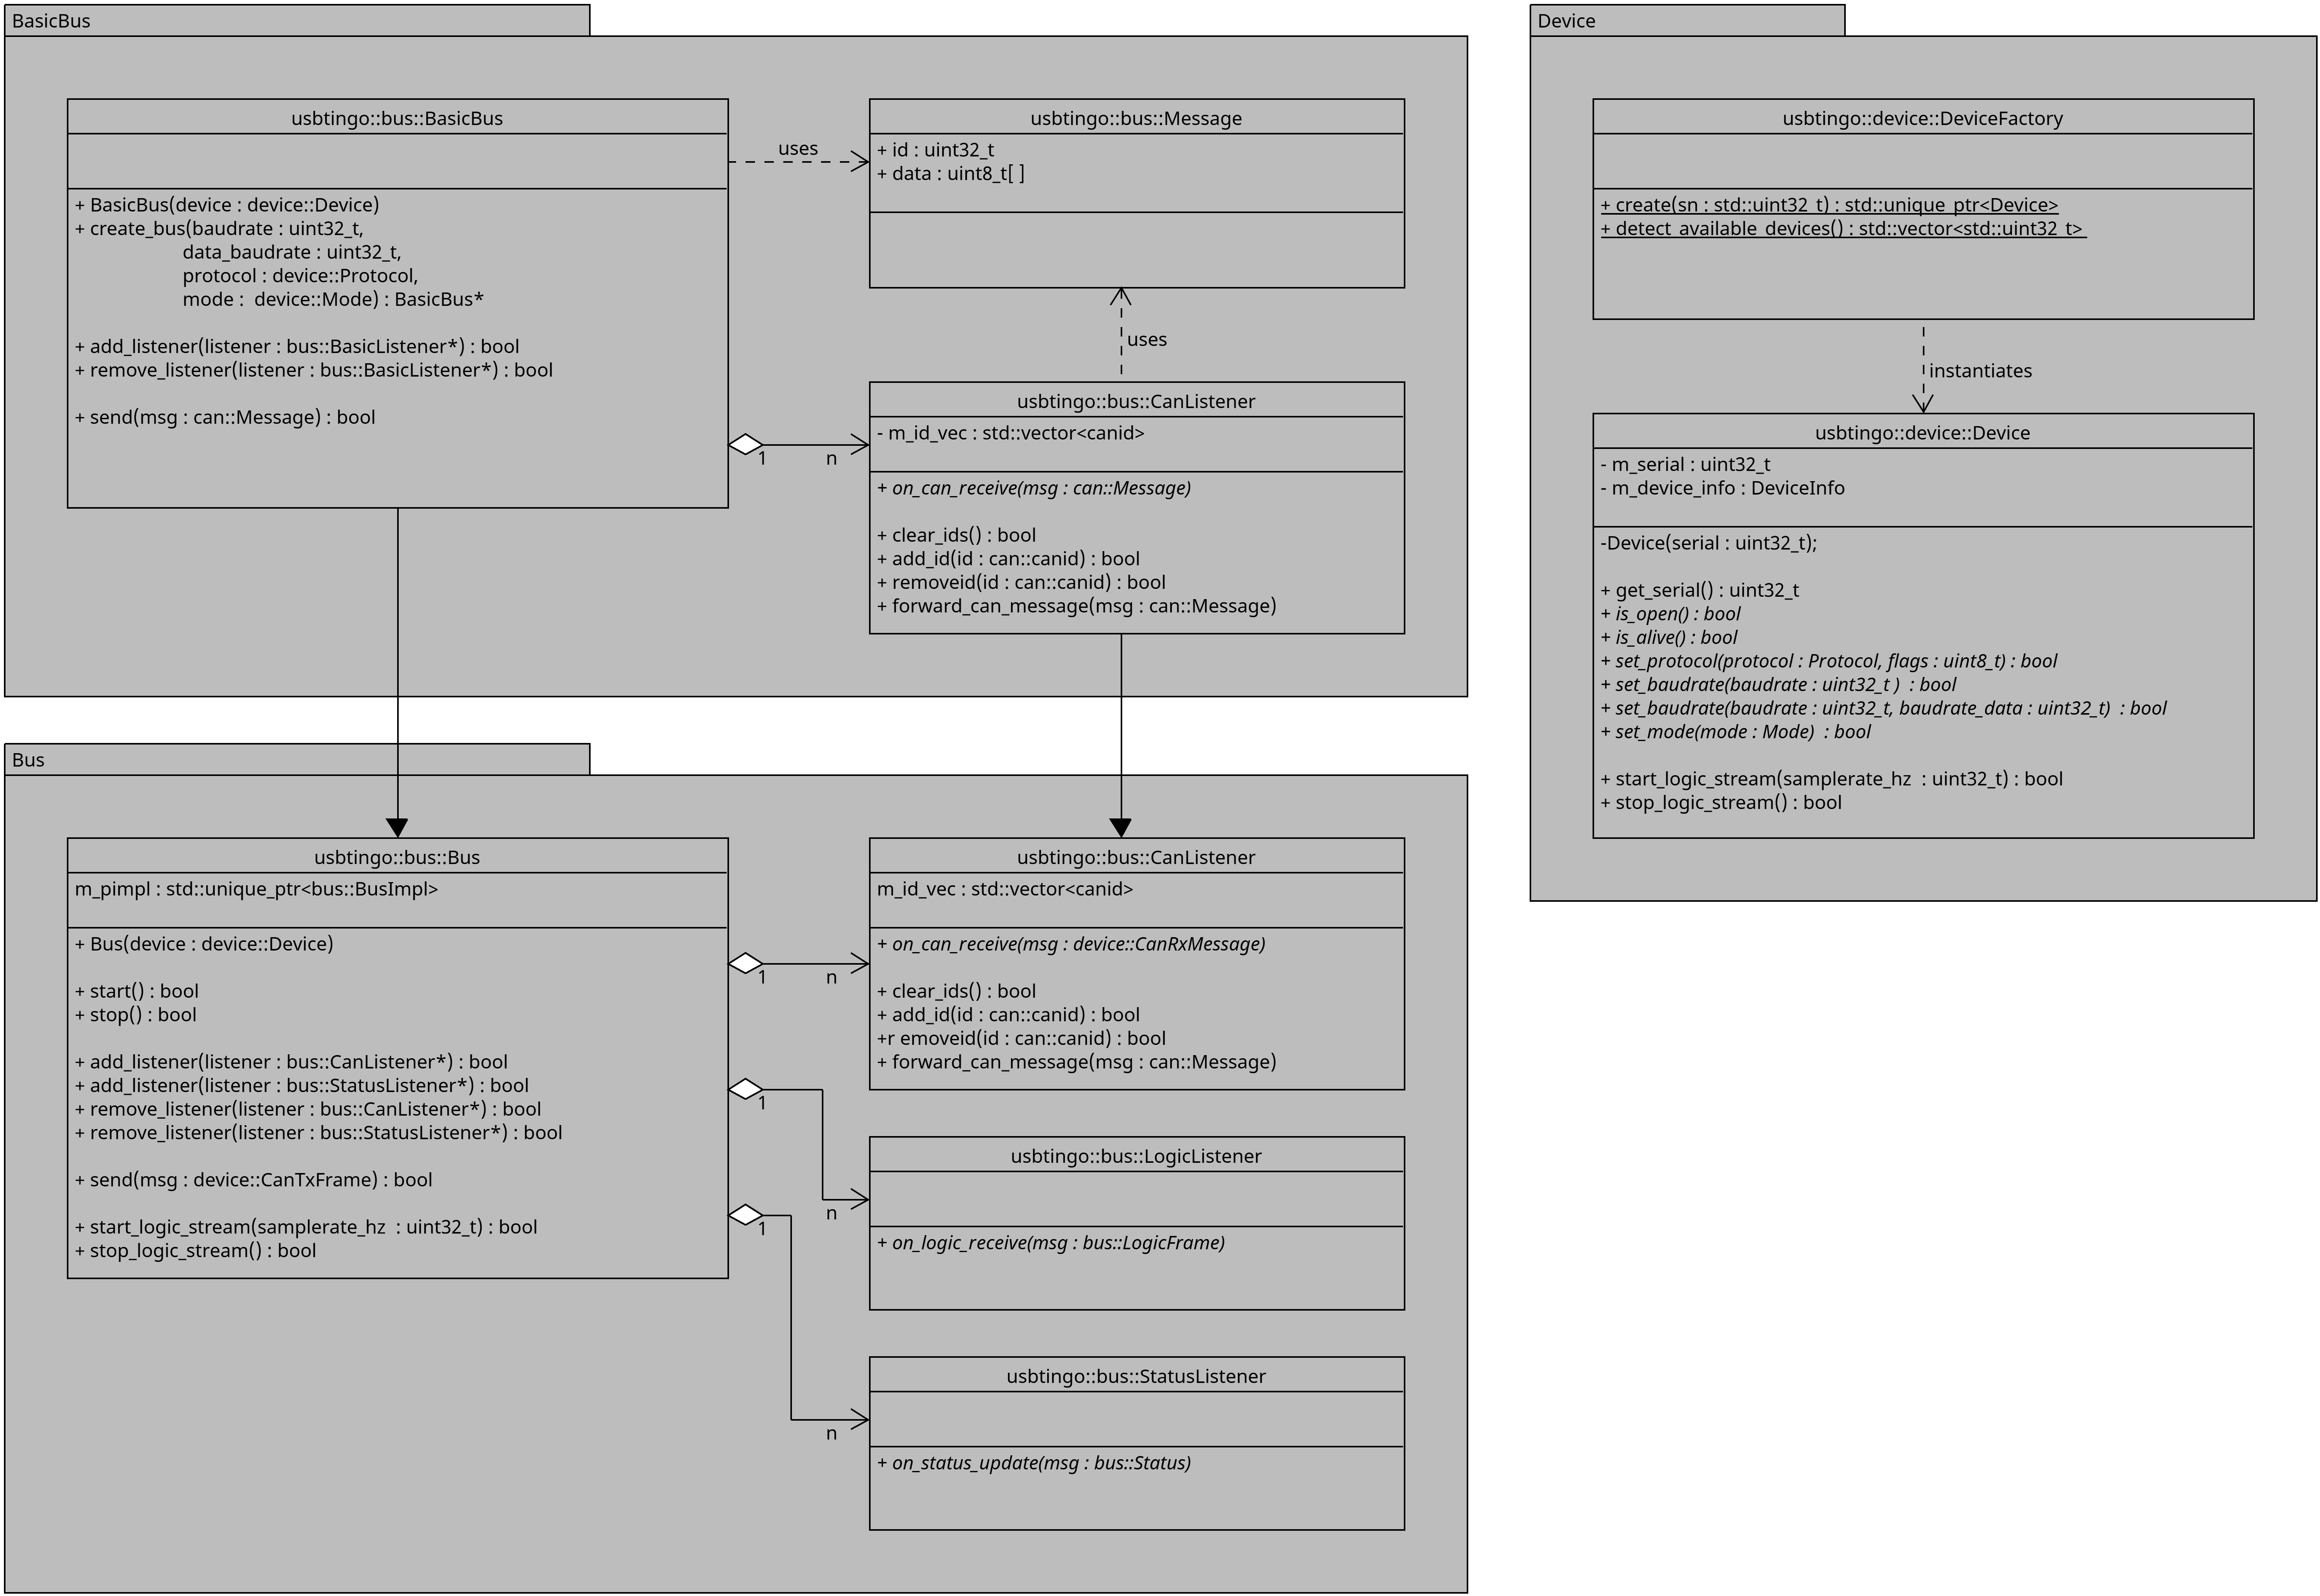 BasicBus
usbtingo::bus::BasicBus
+ BasicBus(device : device::Device)
+ create_bus(baudrate : uint32_t,
data_baudrate : uint32_t,
protocol : device::Protocol,
mode :  device::Mode) : BasicBus*
+ add_listener(listener : bus::BasicListener*) : bool
+ remove_listener(listener : bus::BasicListener*) : bool
+ send(msg : can::Message) : bool
uses
usbtingo::bus::Message
+ id : uint32_t
+ data : uint8_t[ ]
uses
1
n
usbtingo::bus::CanListener
- m_id_vec : std::vector<canid>
+ on_can_receive(msg : can::Message)
+ clear_ids() : bool
+ add_id(id : can::canid) : bool
+ removeid(id : can::canid) : bool
+ forward_can_message(msg : can::Message)
Bus
usbtingo::bus::Bus
m_pimpl : std::unique_ptr<bus::BusImpl>
+ Bus(device : device::Device)
+ start() : bool
+ stop() : bool
+ add_listener(listener : bus::CanListener*) : bool
+ add_listener(listener : bus::StatusListener*) : bool
+ remove_listener(listener : bus::CanListener*) : bool
+ remove_listener(listener : bus::StatusListener*) : bool
+ send(msg : device::CanTxFrame) : bool
+ start_logic_stream(samplerate_hz  : uint32_t) : bool
+ stop_logic_stream() : bool
1
n
1
n
1
n
usbtingo::bus::CanListener
m_id_vec : std::vector<canid>
+ on_can_receive(msg : device::CanRxMessage)
+ clear_ids() : bool
+ add_id(id : can::canid) : bool
+r emoveid(id : can::canid) : bool
+ forward_can_message(msg : can::Message)
usbtingo::bus::LogicListener
+ on_logic_receive(msg : bus::LogicFrame)
usbtingo::bus::StatusListener
+ on_status_update(msg : bus::Status)
Device
usbtingo::device::DeviceFactory
+ create(sn : std::uint32_t) : std::unique_ptr<Device>
+ detect_available_devices() : std::vector<std::uint32_t>
instantiates
usbtingo::device::Device
- m_serial : uint32_t
- m_device_info : DeviceInfo
-Device(serial : uint32_t);
+ get_serial() : uint32_t
+ is_open() : bool
+ is_alive() : bool
+ set_protocol(protocol : Protocol, flags : uint8_t) : bool
+ set_baudrate(baudrate : uint32_t )  : bool
+ set_baudrate(baudrate : uint32_t, baudrate_data : uint32_t)  : bool
+ set_mode(mode : Mode)  : bool
+ start_logic_stream(samplerate_hz  : uint32_t) : bool
+ stop_logic_stream() : bool